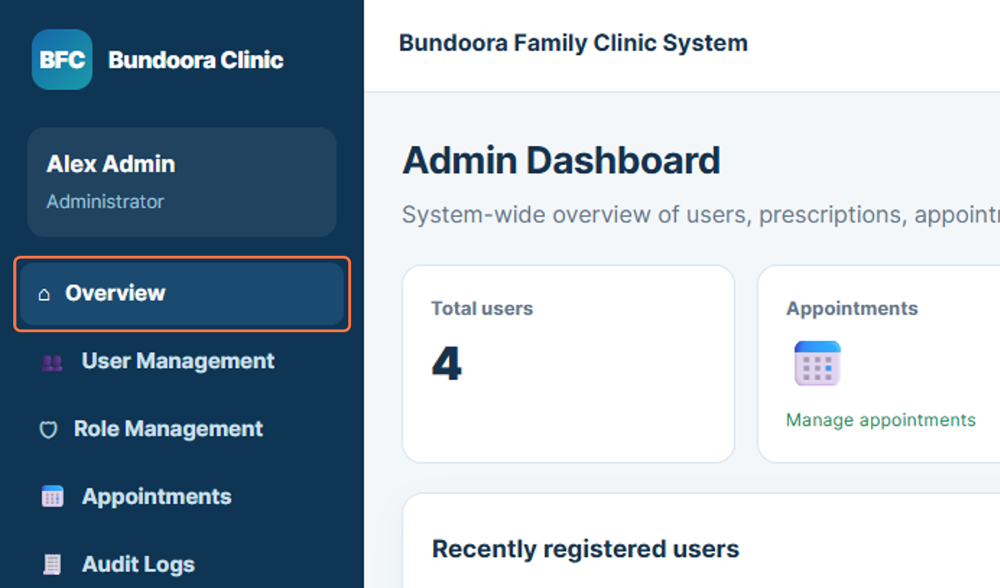 BFC Bundoora Clinic
Alex Admin
Administrator
Overview
User Management
Role Management
Appointments
Audit Logs
Bundoora Family Clinic System
Admin Dashboard
System-wide overview of users, prescriptions,
Total users
4
Appointments
Manage appointments
Recently registered users